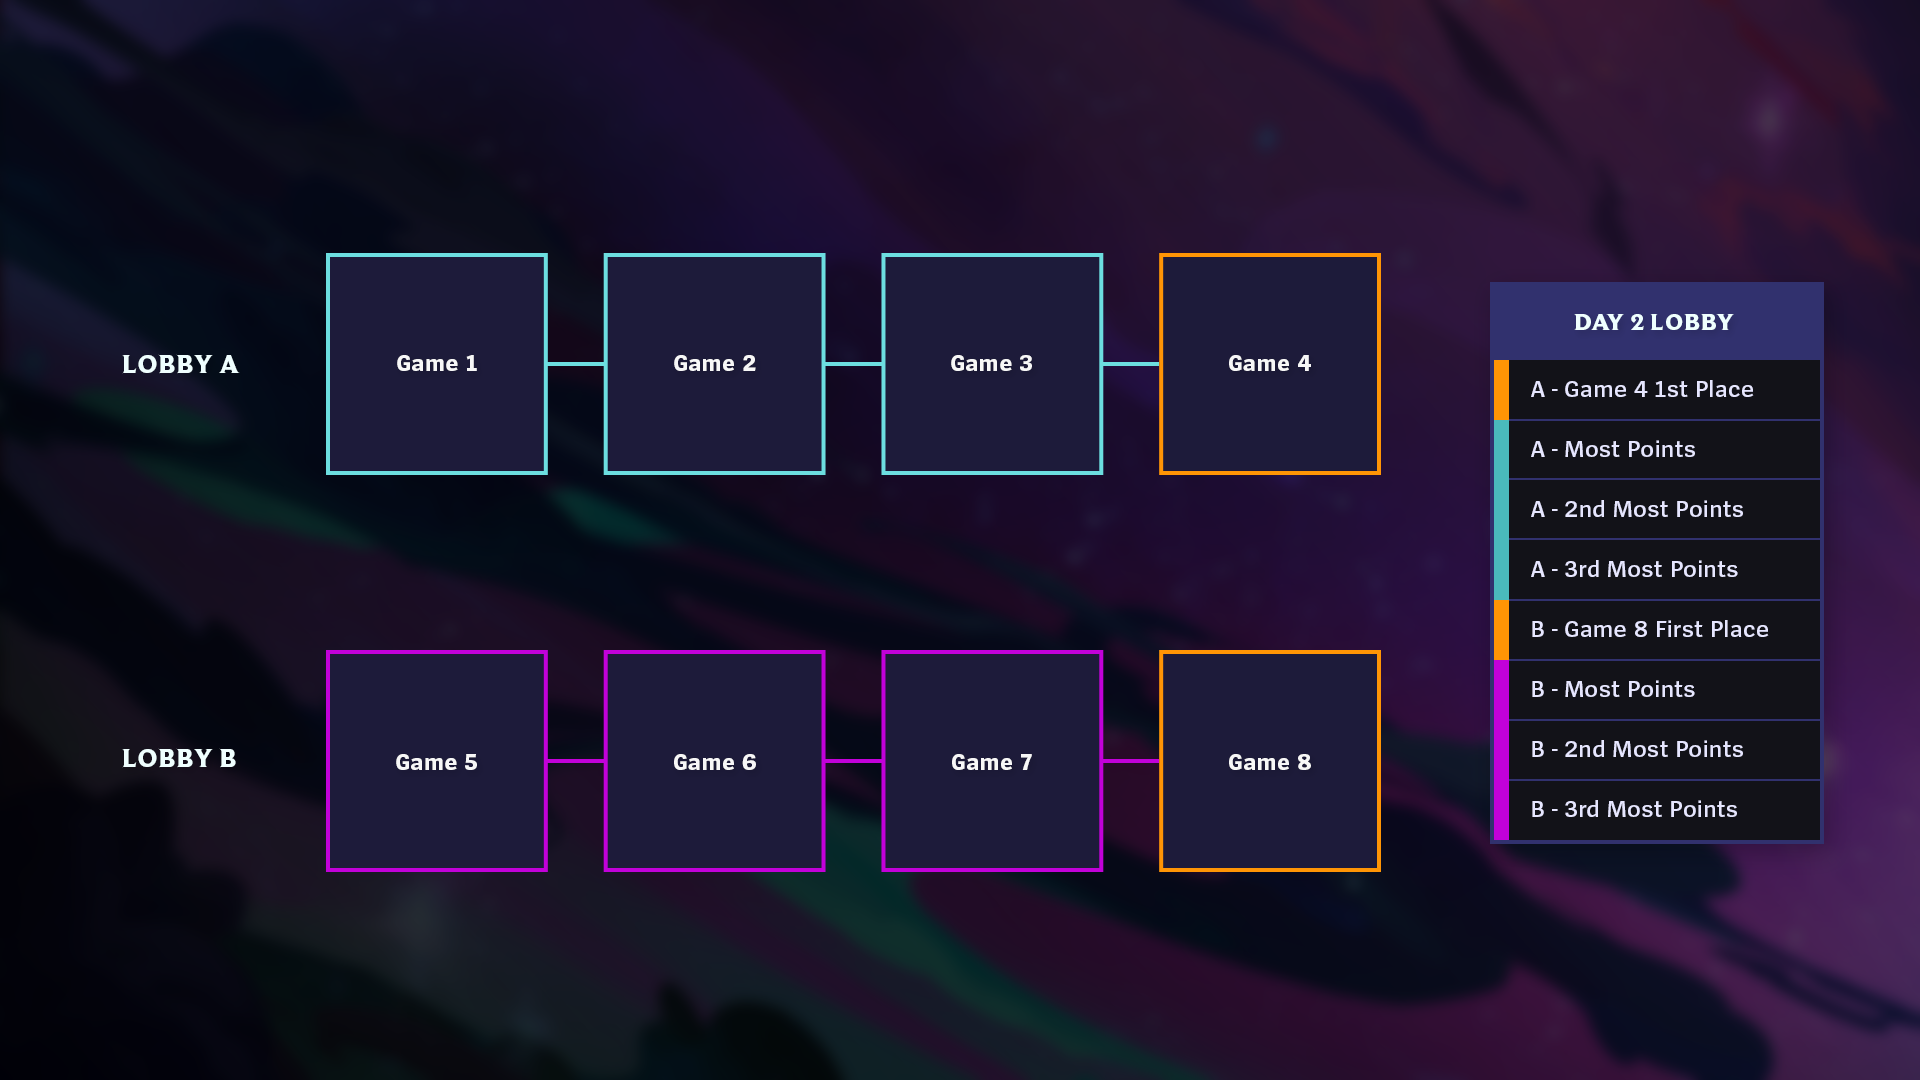 LOBBY A
Game 1
Game 2
Game 3
Game 4
LOBBY B
Game 5
Game 6
Game 7
Game 8
DAY 2 LOBBY
A - Game 4 1st Place
A - Most Points
A - 2nd Most Points
A - 3rd Most Points
B - Game 8 First Place
B - Most Points
B - 2nd Most Points
B - 3rd Most Points